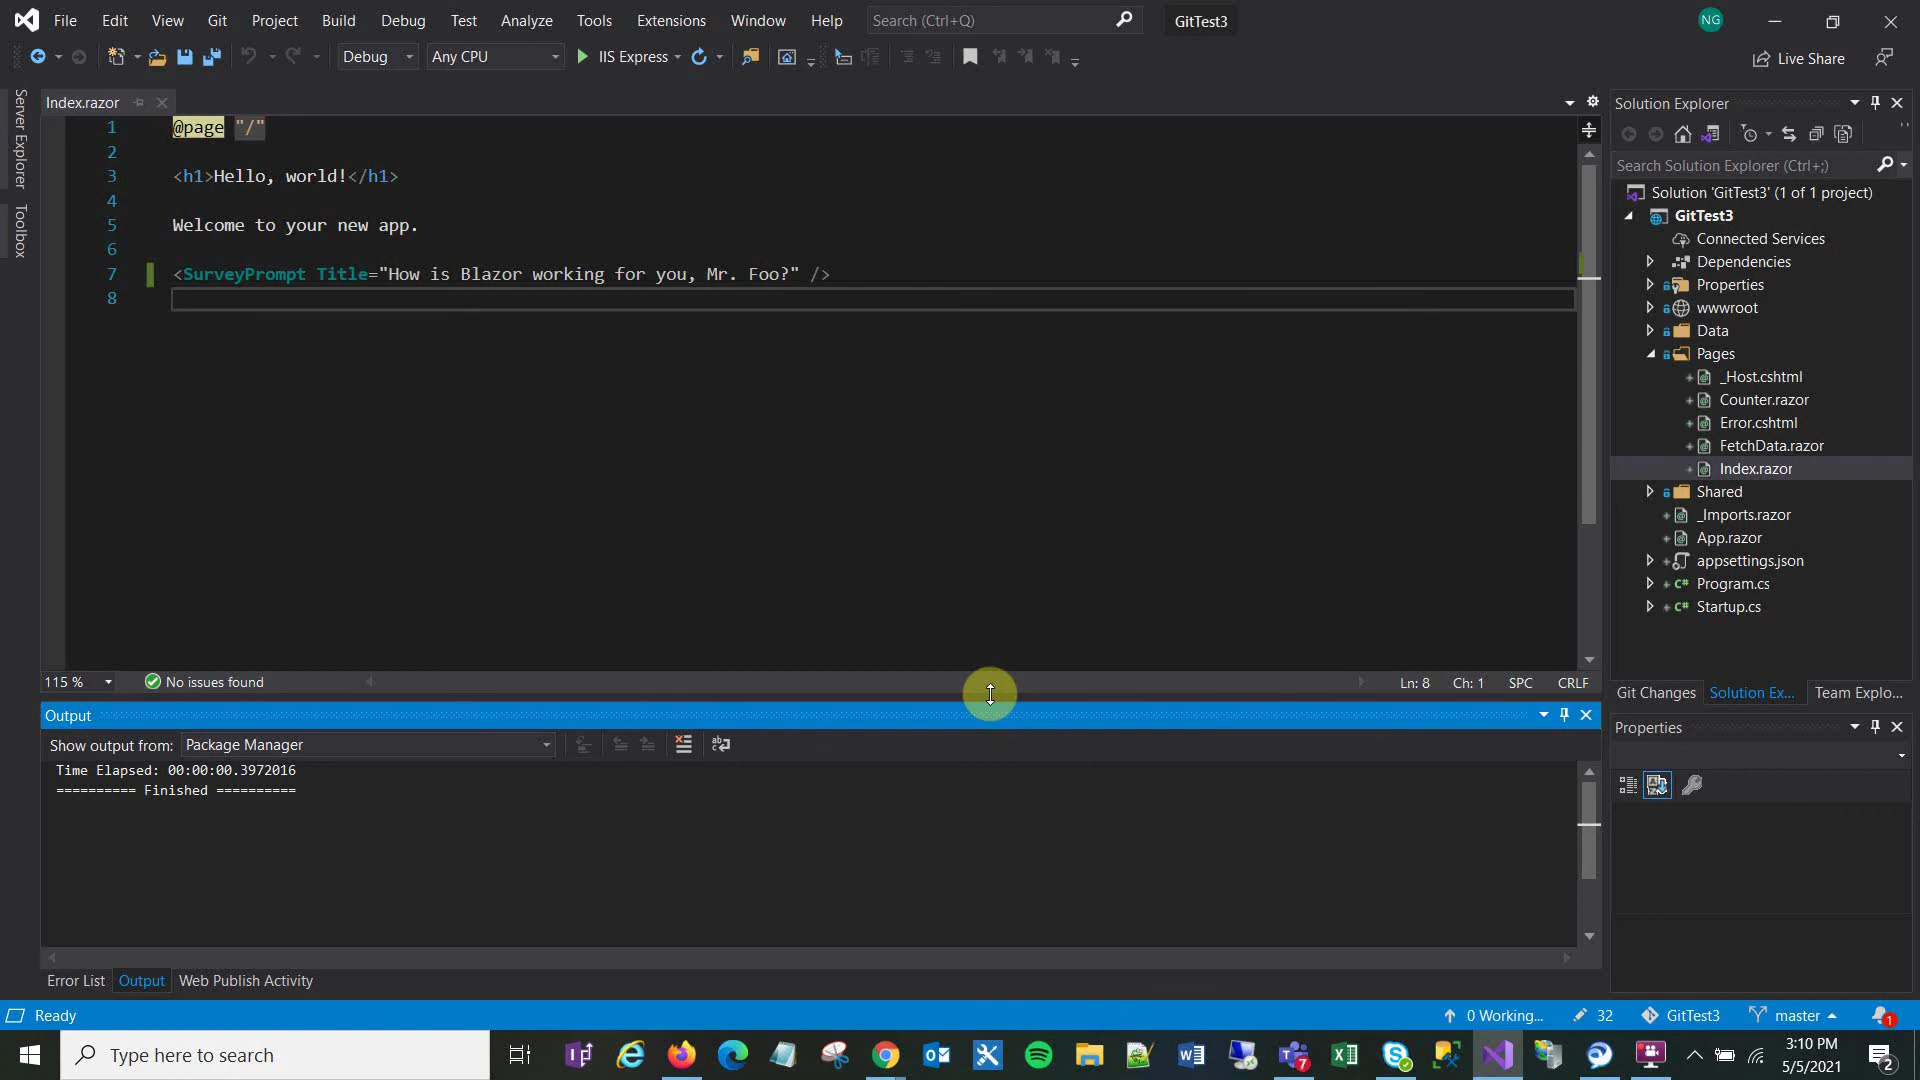 File Edit View Git Project Build Debug Test Analyze Tools Extensions Window Help Search (Ctrl+Q) GitTest3 NG
Debug Any CPU IIS Express Live Share
Server Explorer
Toolbox
Index.razor
1 @page "/"
2
3 <h1>Hello, world!</h1>
4
5 Welcome to your new app.
6
7 <SurveyPrompt Title="How is Blazor working for you, Mr. Foo?" />
8
115 % No issues found Ln: 8 Ch: 1 SPC CRLF
Output
Show output from: Package Manager
Time Elapsed: 00:00:00.3972016
========== Finished ==========
Error List Output Web Publish Activity
Solution Explorer
Search Solution Explorer (Ctrl+;)
Solution 'GitTest3' (1 of 1 project)
GitTest3
Connected Services
Dependencies
Properties
wwwroot
Data
Pages
_Host.cshtml
Counter.razor
Error.cshtml
FetchData.razor
Index.razor
Shared
_Imports.razor
App.razor
appsettings.json
C# Program.cs
C# Startup.cs
Git Changes Solution Ex... Team Explo...
Properties
Ready 0 Working... 32 GitTest3 master 1
Type here to search
7
3:10 PM
5/5/2021
2